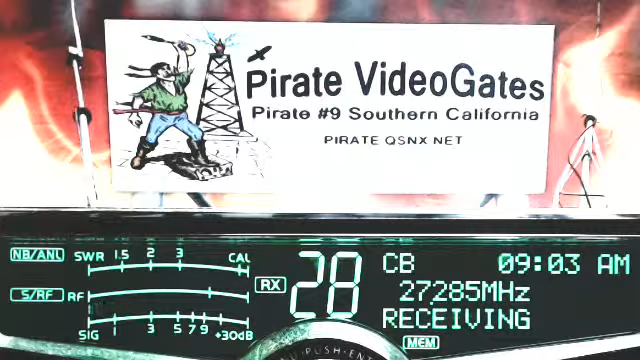 Pirate VideoGates
Pirate #9 Southern California
PIRATE QSNX NET
NB/ANL SWR 1.5 2 3 CAL
S/RF RF
SIG 1 3 5 7 9 +30dB
RX 28
CB 09:03 AM
27285MHz
RECEIVING
MEM
PUSH